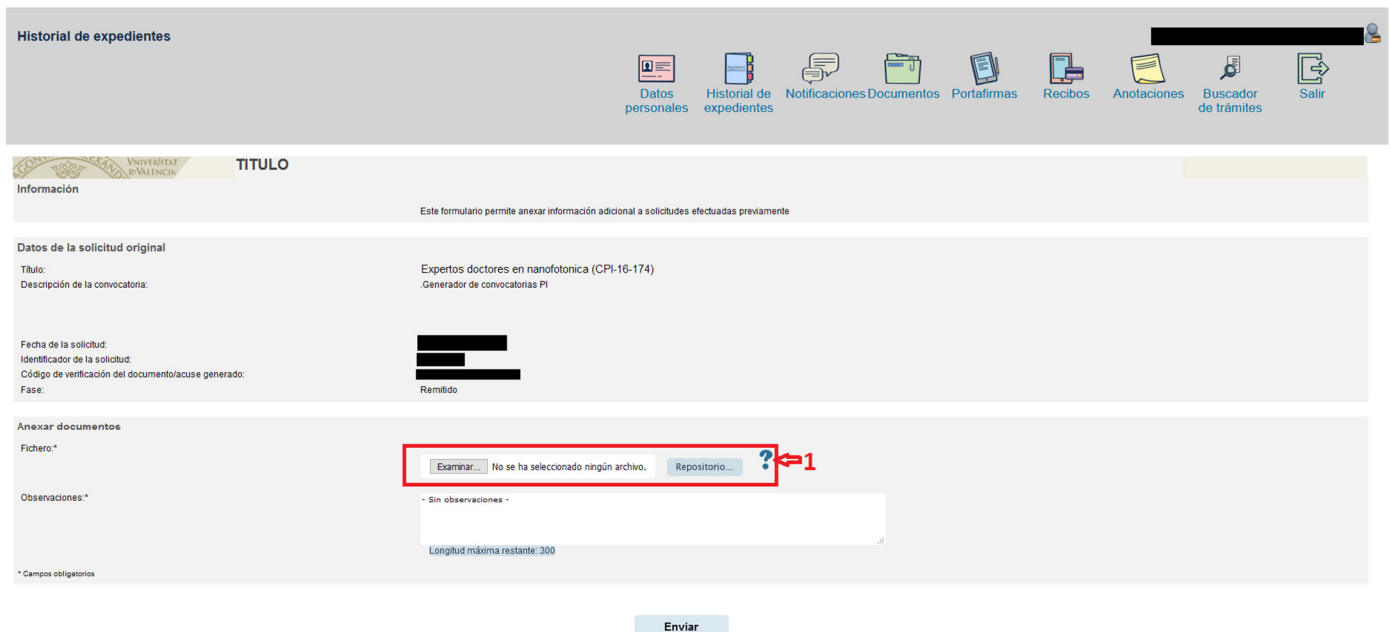 Historial de expedientes
Datos personales
Historial de expedientes
Notificaciones
Documentos
Portafirmas
Recibos
Anotaciones
Buscador de trámites
Salir
VNIVERSITAT
ID VALÈNCIA
TITULO
Información
Este formulario permite anexar información adicional a solicitudes efectuadas previamente
Datos de la solicitud original
Título: Expertos doctores en nanofotonica (CPI-16-174)
Descripción de la convocatoria: .Generador de convocatorias PI
Fecha de la solicitud:
Identificador de la solicitud:
Código de verificación del documento/acuse generado:
Fase: Remitido
Anexar documentos
Fichero:*
Examinar... No se ha seleccionado ningún archivo. Repositorio... ? 1
Observaciones:* - Sin observaciones -
Longitud máxima restante: 300
* Campos obligatorios
Enviar